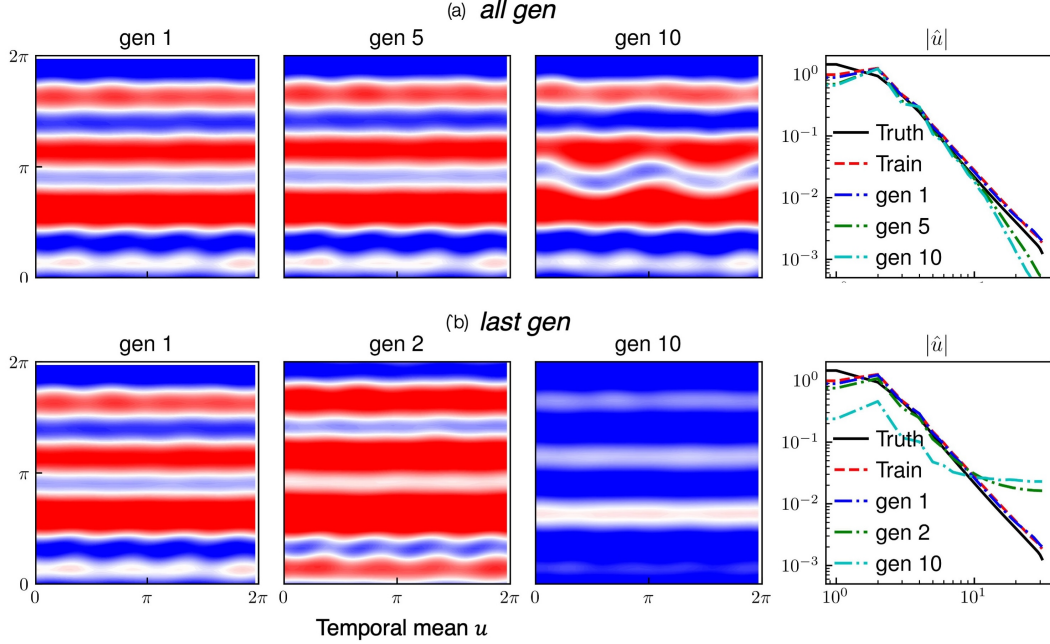 (a) all gen
gen 1 gen 5 gen 10 |û|
2π
π
0
π 2π π 2π π 2π
10⁰
10⁻¹
10⁻²
10⁻³
Truth
Train
gen 1
gen 5
gen 10
(b) last gen
gen 1 gen 2 gen 10 |û|
2π
π
0
0 π 2π 0 π 2π 0 π 2π
10⁰
10⁻¹
10⁻²
10⁻³
Truth
Train
gen 1
gen 2
gen 10
10⁰ 10¹
Temporal mean u